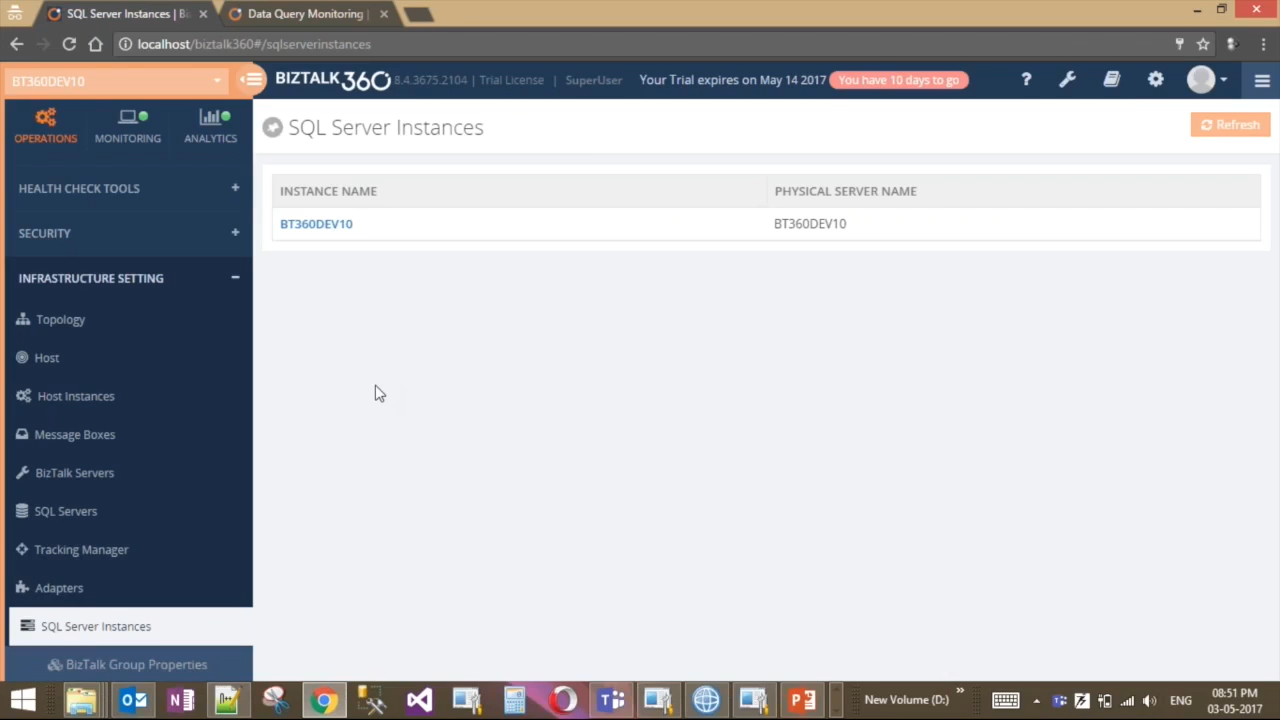 SQL Server Instances | Bi
Data Query Monitoring |
localhost/biztalk360#/sqlserverinstances
BT360DEV10
BIZTALK360 8.4.3675.2104 | Trial License | SuperUser Your Trial expires on May 14 2017 You have 10 days to go
OPERATIONS
MONITORING
ANALYTICS
SQL Server Instances
Refresh
HEALTH CHECK TOOLS
SECURITY
INFRASTRUCTURE SETTING
Topology
Host
Host Instances
Message Boxes
BizTalk Servers
SQL Servers
Tracking Manager
Adapters
SQL Server Instances
BizTalk Group Properties
INSTANCE NAME PHYSICAL SERVER NAME
BT360DEV10 BT360DEV10
New Volume (D:)
ENG
08:51 PM
03-05-2017